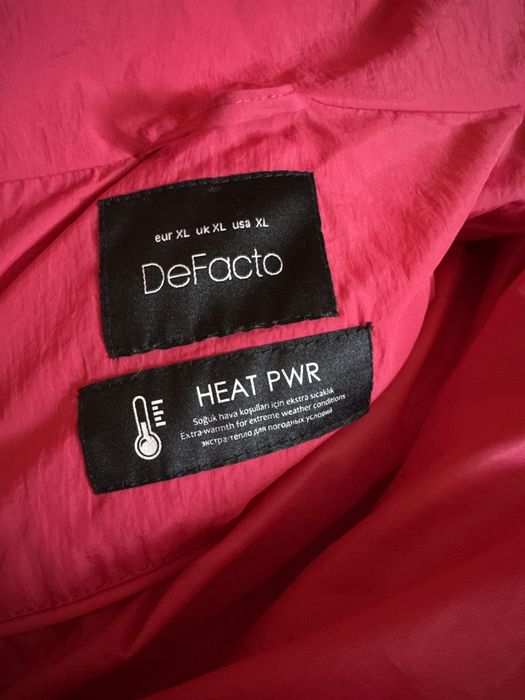 eur XL uk XL usa XL
DeFacto
HEAT PWR
Soğuk hava koşulları için ekstra sıcaklık
Extra-warmth for extreme weather conditions
экстра-тепло для погодных условий